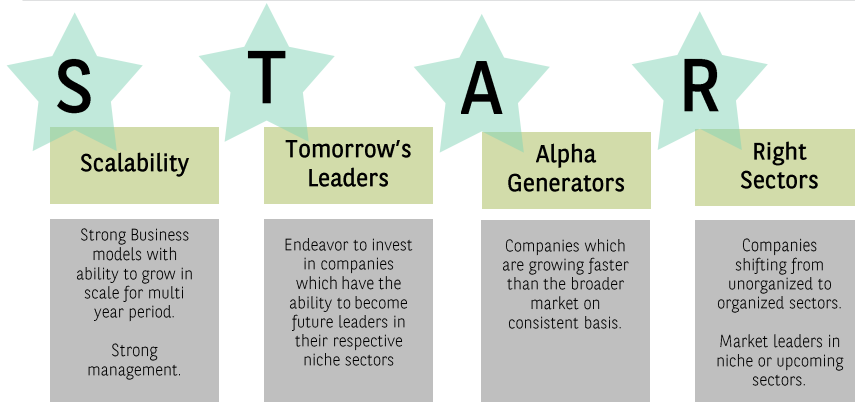 S
Scalability
Strong Business
models with
ability to grow in
scale for multi
year period.
Strong
management.
T
Tomorrow's
Leaders
Endeavor to invest
in companies
which have the
ability to become
future leaders in
their respective
niche sectors
A
Alpha
Generators
Companies which
are growing faster
than the broader
market on
consistent basis.
R
Right
Sectors
Companies
shifting from
unorganized to
organized sectors.
Market leaders in
niche or upcoming
sectors.